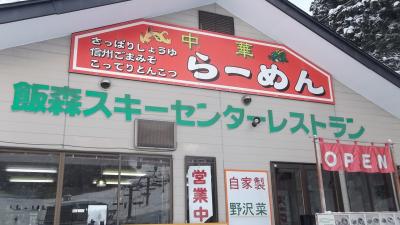 中華
さっぱりしょうゆ
信州ごまみそ
こってりとんこつ
らーめん
飯森スキーセンターレストラン
OPEN
営業中
自家製
野沢菜